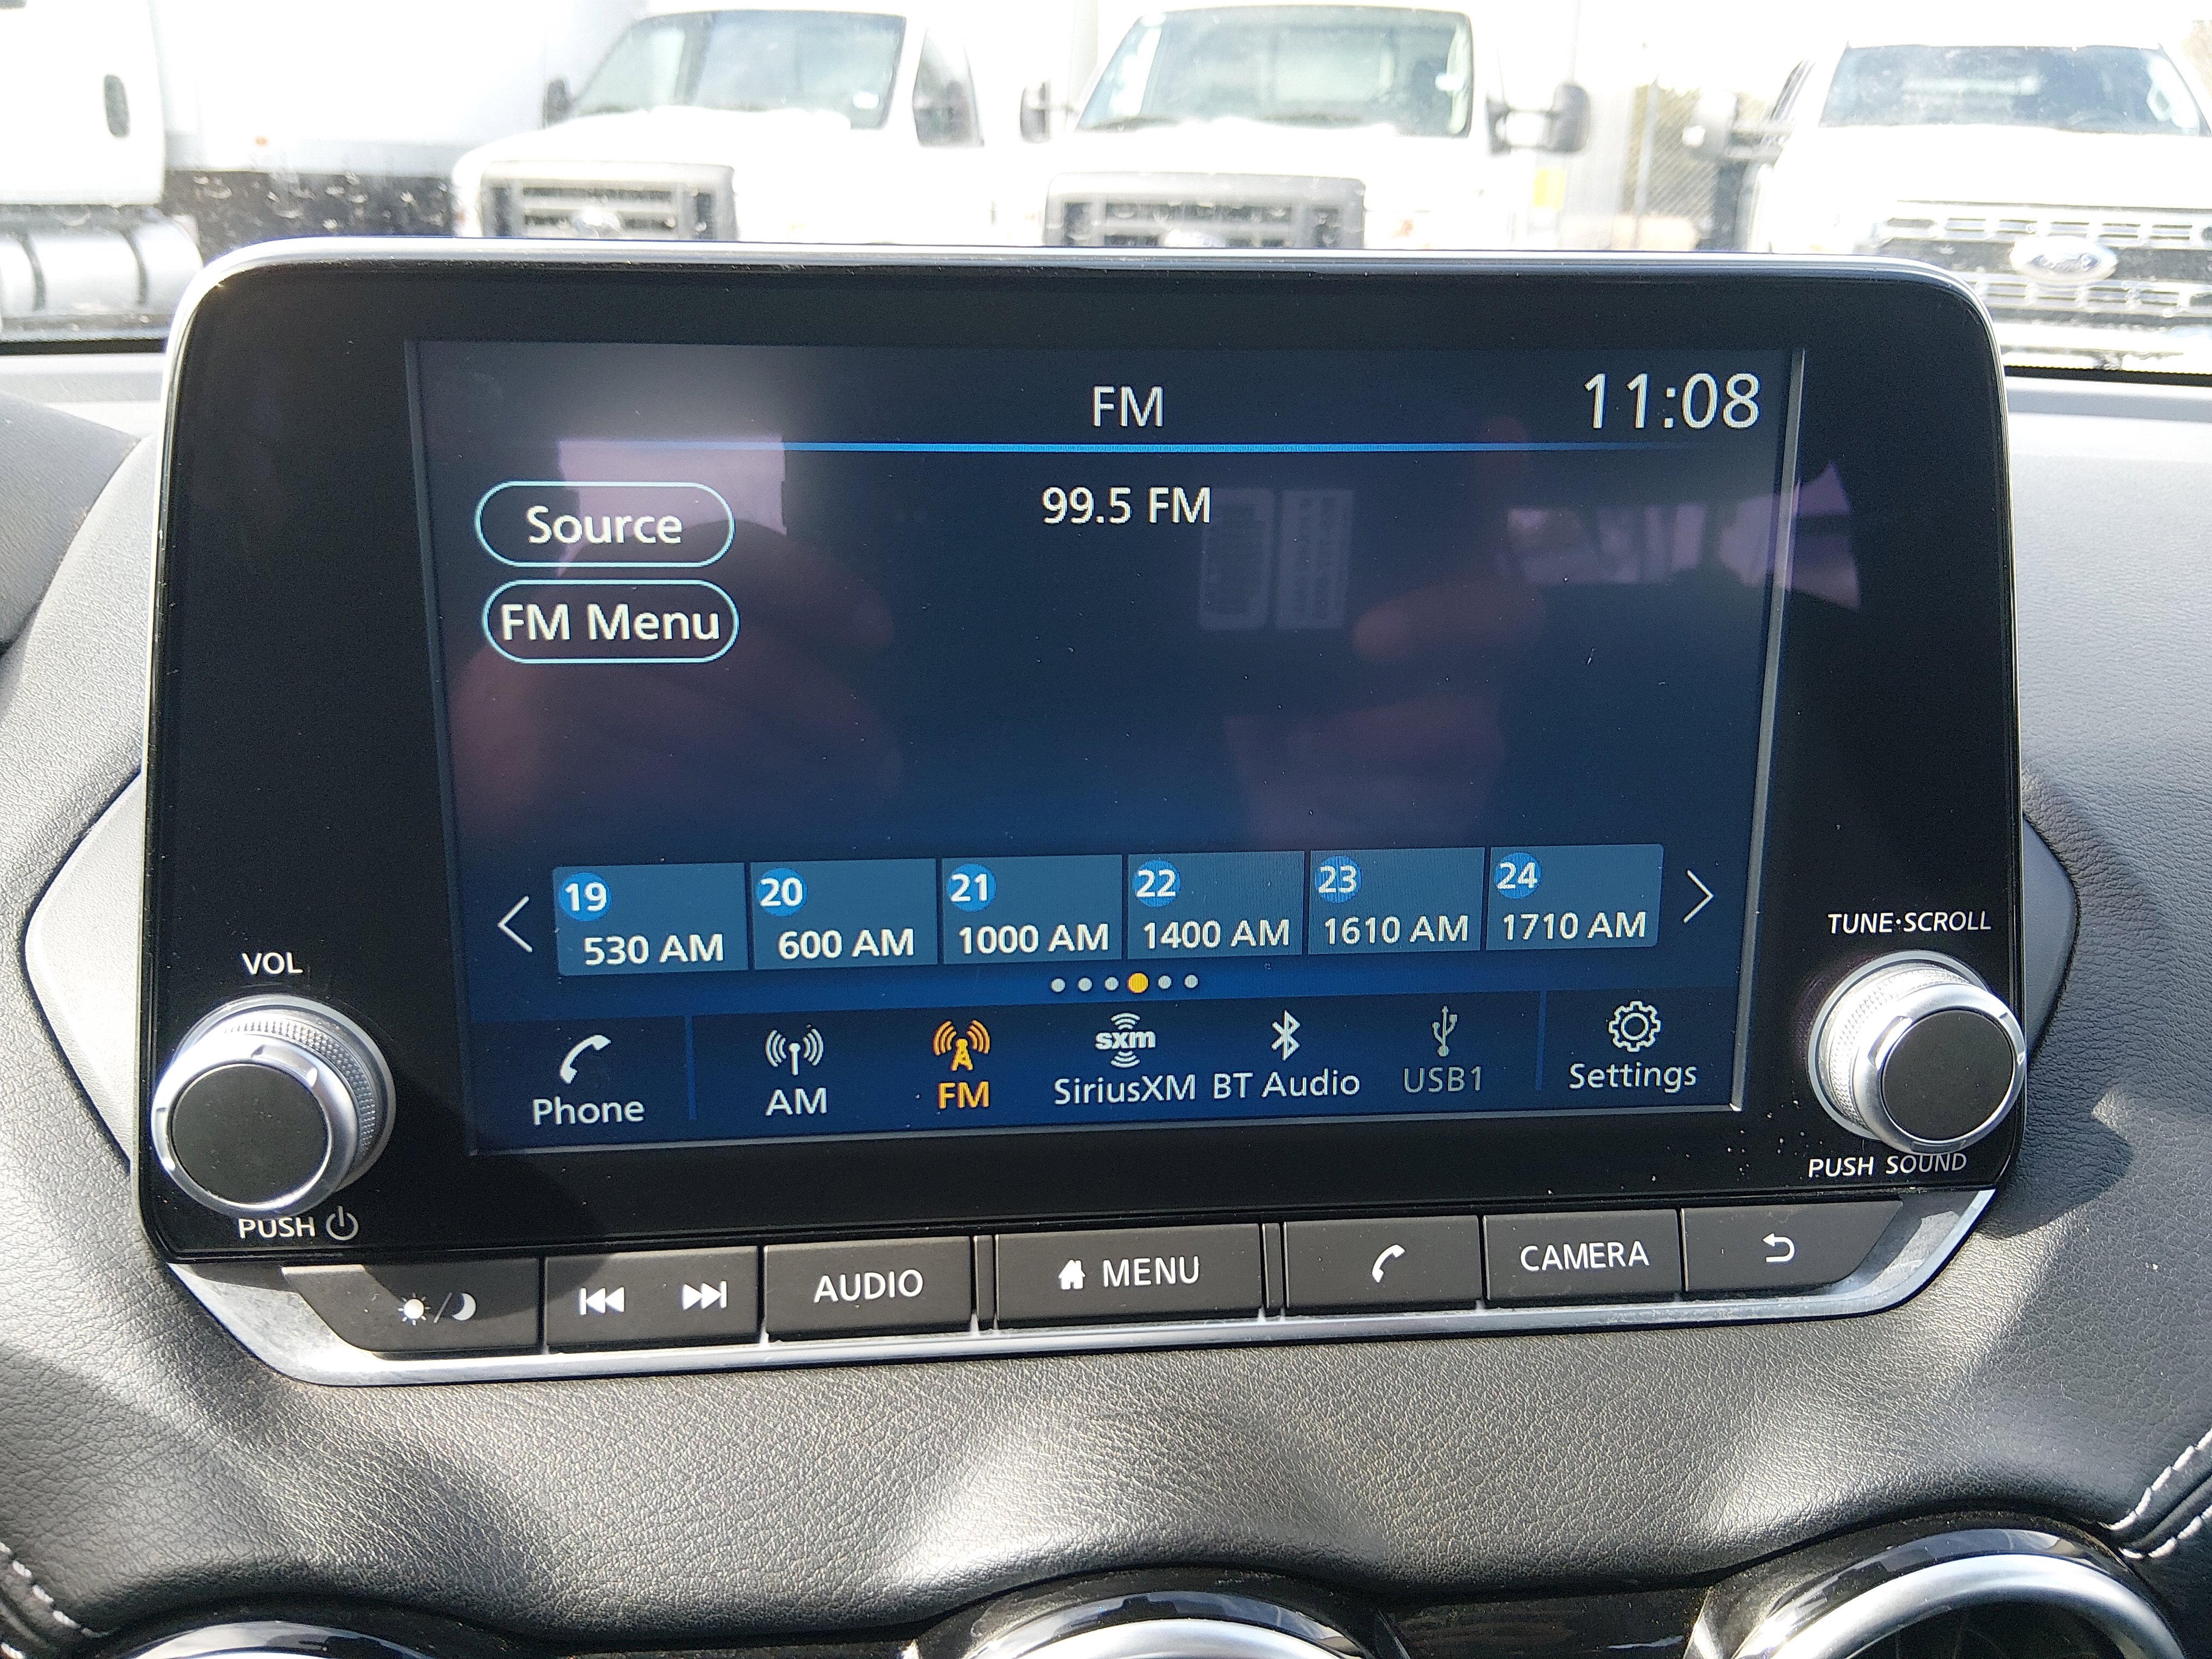 FM
11:08
Source
99.5 FM
FM Menu
19
530 AM
20
600 AM
21
1000 AM
22
1400 AM
23
1610 AM
24
1710 AM
VOL
TUNE·SCROLL
Phone
AM
FM
sxm
SiriusXM
BT Audio
USB1
Settings
PUSH
PUSH SOUND
AUDIO
MENU
CAMERA